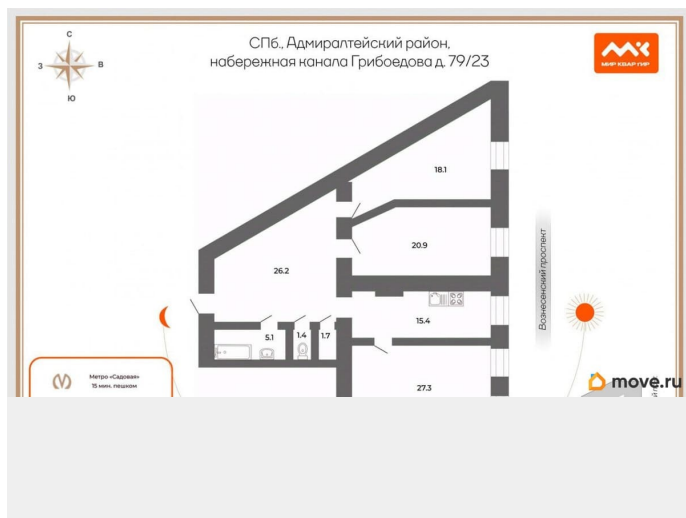 СПб., Адмиралтейский район,
набережная канала Грибоедова д. 79/23
МИР КВАРТИР
С
З
В
Ю
18.1
20.9
26.2
15.4
5.1
1.4
1.7
27.3
Вознесенский проспект
Метро «Садовая»
15 мин. пешком
move.ru